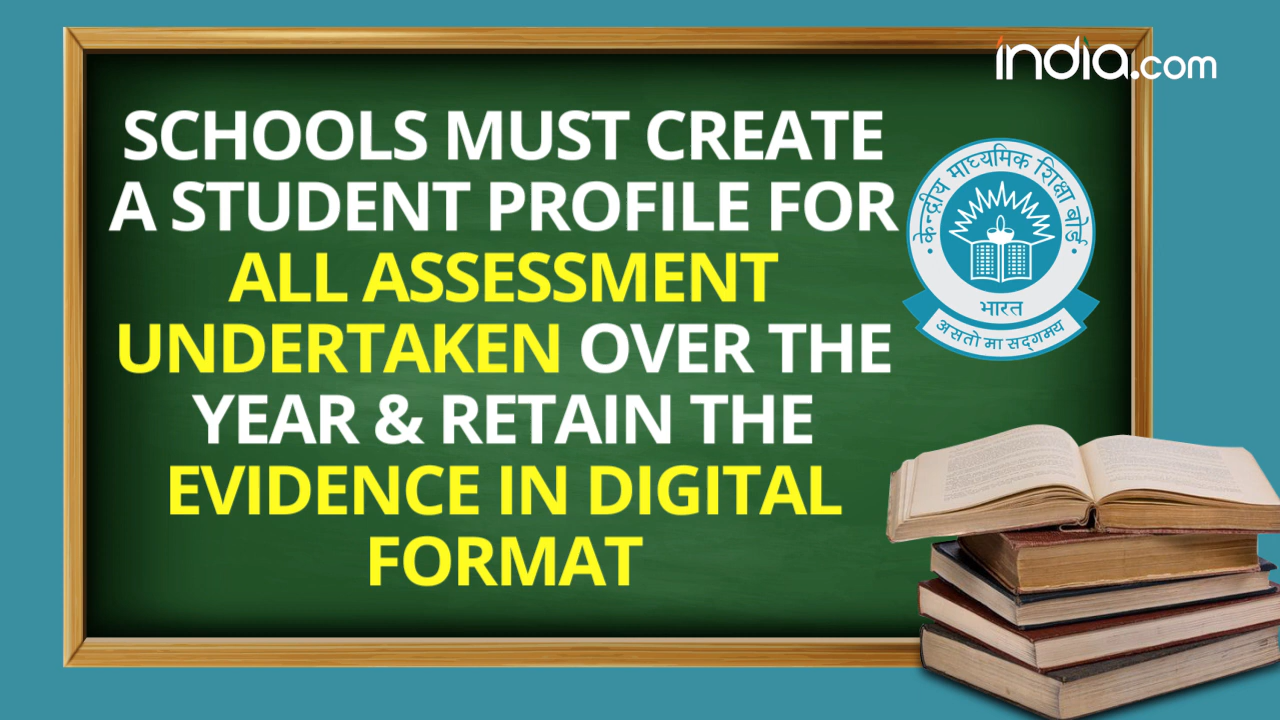 india.com
SCHOOLS MUST CREATE
A STUDENT PROFILE FOR
ALL ASSESSMENT
UNDERTAKEN OVER THE
YEAR & RETAIN THE
EVIDENCE IN DIGITAL
FORMAT
केन्द्रीय माध्यमिक शिक्षा बोर्ड
भारत
असतो मा सद्गमय